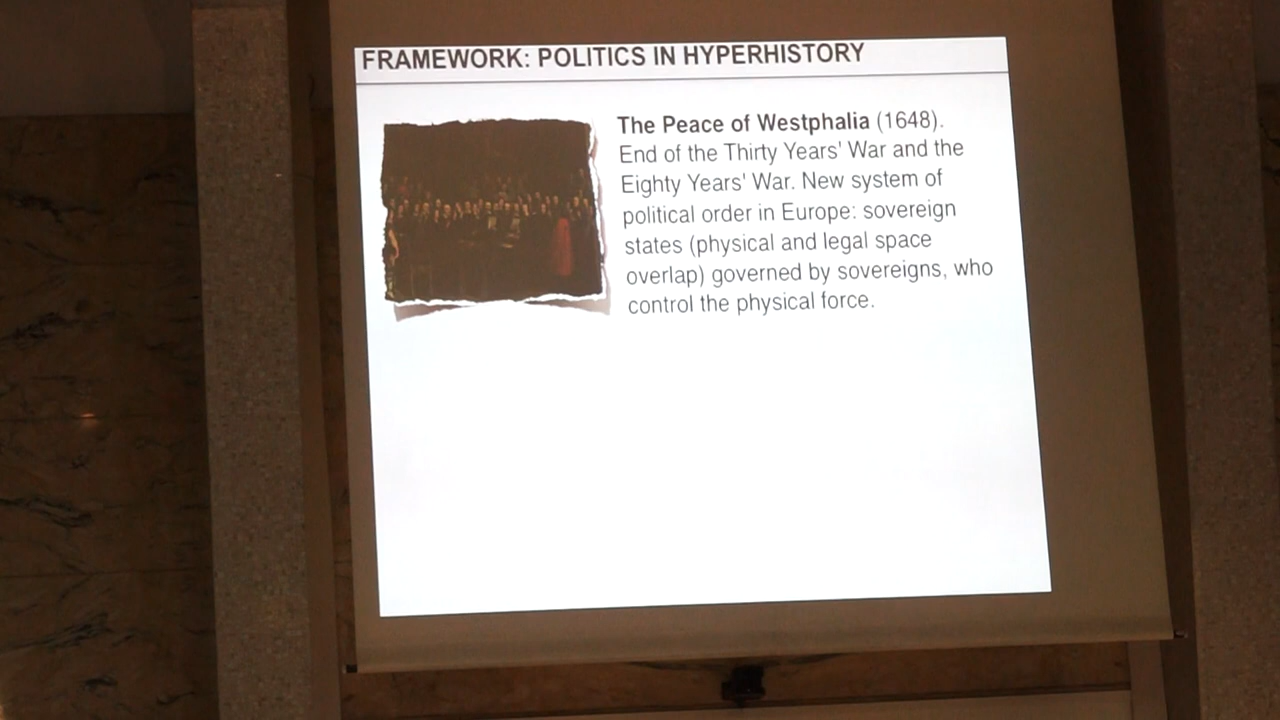 FRAMEWORK: POLITICS IN HYPERHISTORY
The Peace of Westphalia (1648).
End of the Thirty Years' War and the
Eighty Years' War. New system of
political order in Europe: sovereign
states (physical and legal space
overlap) governed by sovereigns, who
control the physical force.